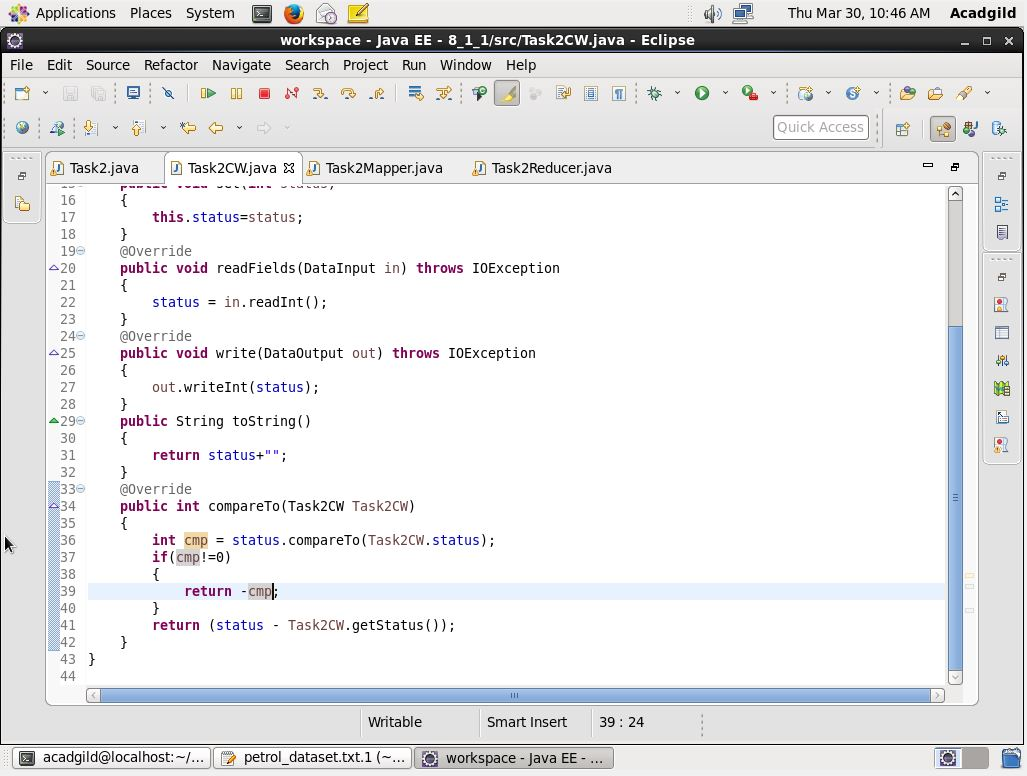 Applications Places System Thu Mar 30, 10:46 AM Acadgild
workspace - Java EE - 8_1_1/src/Task2CW.java - Eclipse
File Edit Source Refactor Navigate Search Project Run Window Help
Quick Access
Task2.java Task2CW.java Task2Mapper.java Task2Reducer.java
15 public void set(int status)
16 {
17 this.status=status;
18 }
19 @Override
20 public void readFields(DataInput in) throws IOException
21 {
22 status = in.readInt();
23 }
24 @Override
25 public void write(DataOutput out) throws IOException
26 {
27 out.writeInt(status);
28 }
29 public String toString()
30 {
31 return status+"";
32 }
33 @Override
34 public int compareTo(Task2CW Task2CW)
35 {
36 int cmp = status.compareTo(Task2CW.status);
37 if(cmp!=0)
38 {
39 return -cmp;
40 }
41 return (status - Task2CW.getStatus());
42 }
43 }
44
Writable Smart Insert 39 : 24
acadgild@localhost:~/... petrol_dataset.txt.1 (~... workspace - Java EE - ...